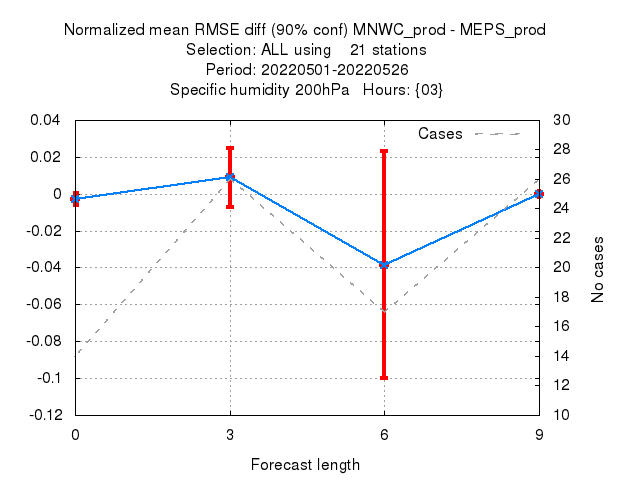 Normalized mean RMSE diff (90% conf) MNWC_prod - MEPS_prod
Selection: ALL using    21 stations
Period: 20220501-20220526
Specific humidity 200hPa   Hours: {03}
Cases
0.04
0.02
0
-0.02
-0.04
-0.06
-0.08
-0.1
-0.12
30
28
26
24
22
20
18
16
14
12
10
No cases
0 3 6 9
Forecast length